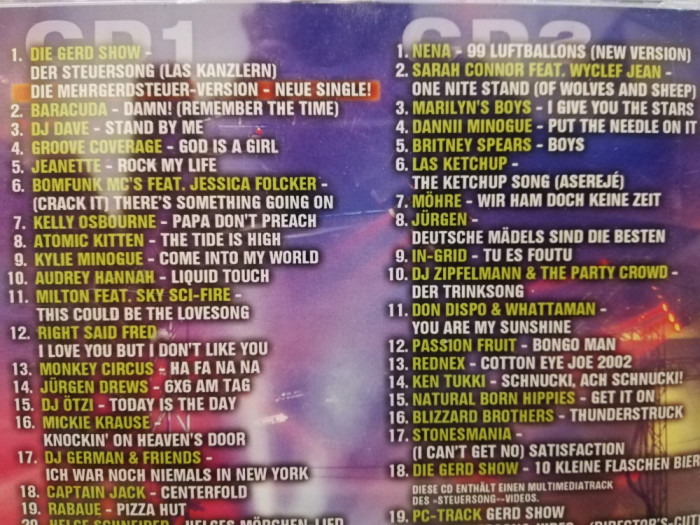 CD1
1. DIE GERD SHOW -
DER STEUERSONG (LAS KANZLERN)
DIE MEHRGERDSTEUER-VERSION - NEUE SINGLE!
2. BARACUDA - DAMN! (REMEMBER THE TIME)
3. DJ DAVE - STAND BY ME
4. GROOVE COVERAGE - GOD IS A GIRL
5. JEANETTE - ROCK MY LIFE
6. BOMFUNK MC'S FEAT. JESSICA FOLCKER -
(CRACK IT) THERE'S SOMETHING GOING ON
7. KELLY OSBOURNE - PAPA DON'T PREACH
8. ATOMIC KITTEN - THE TIDE IS HIGH
9. KYLIE MINOGUE - COME INTO MY WORLD
10. AUDREY HANNAH - LIQUID TOUCH
11. MILTON FEAT. SKY SCI-FIRE -
THIS COULD BE THE LOVESONG
12. RIGHT SAID FRED -
I LOVE YOU BUT I DON'T LIKE YOU
13. MONKEY CIRCUS - HA FA NA NA
14. JÜRGEN DREWS - 6X6 AM TAG
15. DJ ÖTZI - TODAY IS THE DAY
16. MICKIE KRAUSE -
KNOCKIN' ON HEAVEN'S DOOR
17. DJ GERMAN & FRIENDS -
ICH WAR NOCH NIEMALS IN NEW YORK
18. CAPTAIN JACK - CENTERFOLD
19. RABAUE - PIZZA HUT
20. HELGE SCHNEIDER - HELGES MÖRCHEN-LIED
1. NENA - 99 LUFTBALLONS (NEW VERSION)
2. SARAH CONNOR FEAT. WYCLEF JEAN -
ONE NITE STAND (OF WOLVES AND SHEEP)
3. MARILYN'S BOYS - I GIVE YOU THE STARS
4. DANNII MINOGUE - PUT THE NEEDLE ON IT
5. BRITNEY SPEARS - BOYS
6. LAS KETCHUP -
THE KETCHUP SONG (ASEREJÉ)
7. MÖHRE - WIR HAM DOCH KEINE ZEIT
8. JÜRGEN -
DEUTSCHE MÄDELS SIND DIE BESTEN
9. IN-GRID - TU ES FOUTU
10. DJ ZIPFELMANN & THE PARTY CROWD -
DER TRINKSONG
11. DON DISPO & WHATTAMAN -
YOU ARE MY SUNSHINE
12. PASS1ON FRUIT - BONGO MAN
13. REDNEX - COTTON EYE JOE 2002
14. KEN TUKKI - SCHNUCKI, ACH SCHNUCKI!
15. NATURAL BORN HIPPIES - GET IT ON
16. BLIZZARD BROTHERS - THUNDERSTRUCK
17. STONESMANIA -
(I CAN'T GET NO) SATISFACTION
18. DIE GERD SHOW - 10 KLEINE FLASCHEN BIER
DIESE CD ENTHÄLT EINEN MULTIMEDIATRACK
DES »STEUERSONG«-VIDEOS.
19. PC-TRACK GERD SHOW